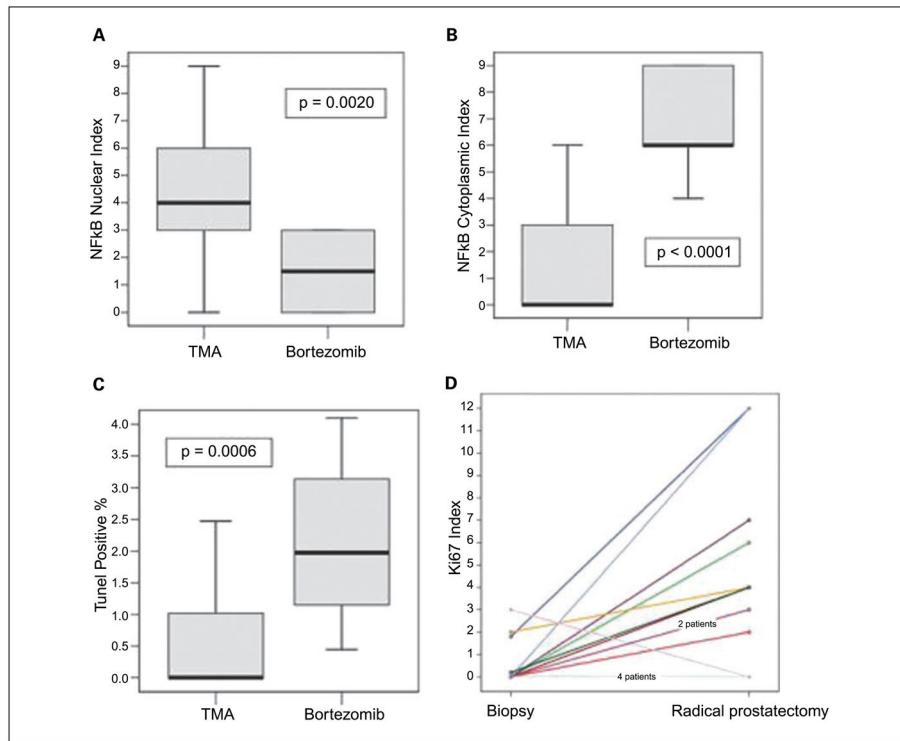 A
NFkB Nuclear Index
9
8
7
6
5
4
3
2
1
0
p = 0.0020
TMA
Bortezomib
B
NFkB Cytoplasmic Index
9
8
7
6
5
4
3
2
1
0
p < 0.0001
TMA
Bortezomib
C
Tunel Positive %
4.0
3.5
3.0
2.5
2.0
1.5
1.0
0.5
0.0
p = 0.0006
TMA
Bortezomib
D
Ki67 Index
12
11
10
9
8
7
6
5
4
3
2
1
0
2 patients
4 patients
Biopsy
Radical prostatectomy